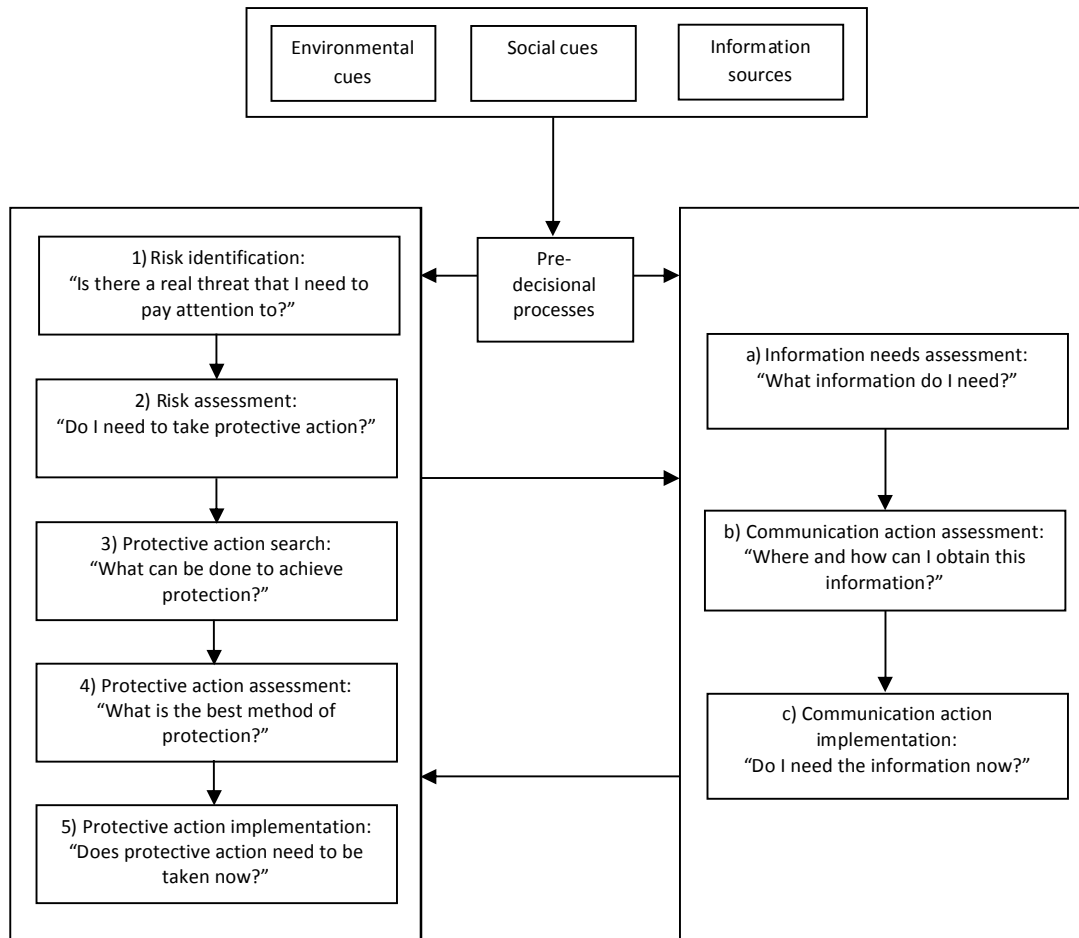 Environmental
cues
Social cues
Information
sources
Pre-
decisional
processes
1) Risk identification:
“Is there a real threat that I need to
pay attention to?”
2) Risk assessment:
“Do I need to take protective action?”
3) Protective action search:
“What can be done to achieve
protection?”
4) Protective action assessment:
“What is the best method of
protection?”
5) Protective action implementation:
“Does protective action need to be
taken now?”
a) Information needs assessment:
“What information do I need?”
b) Communication action assessment:
“Where and how can I obtain this
information?”
c) Communication action
implementation:
“Do I need the information now?”